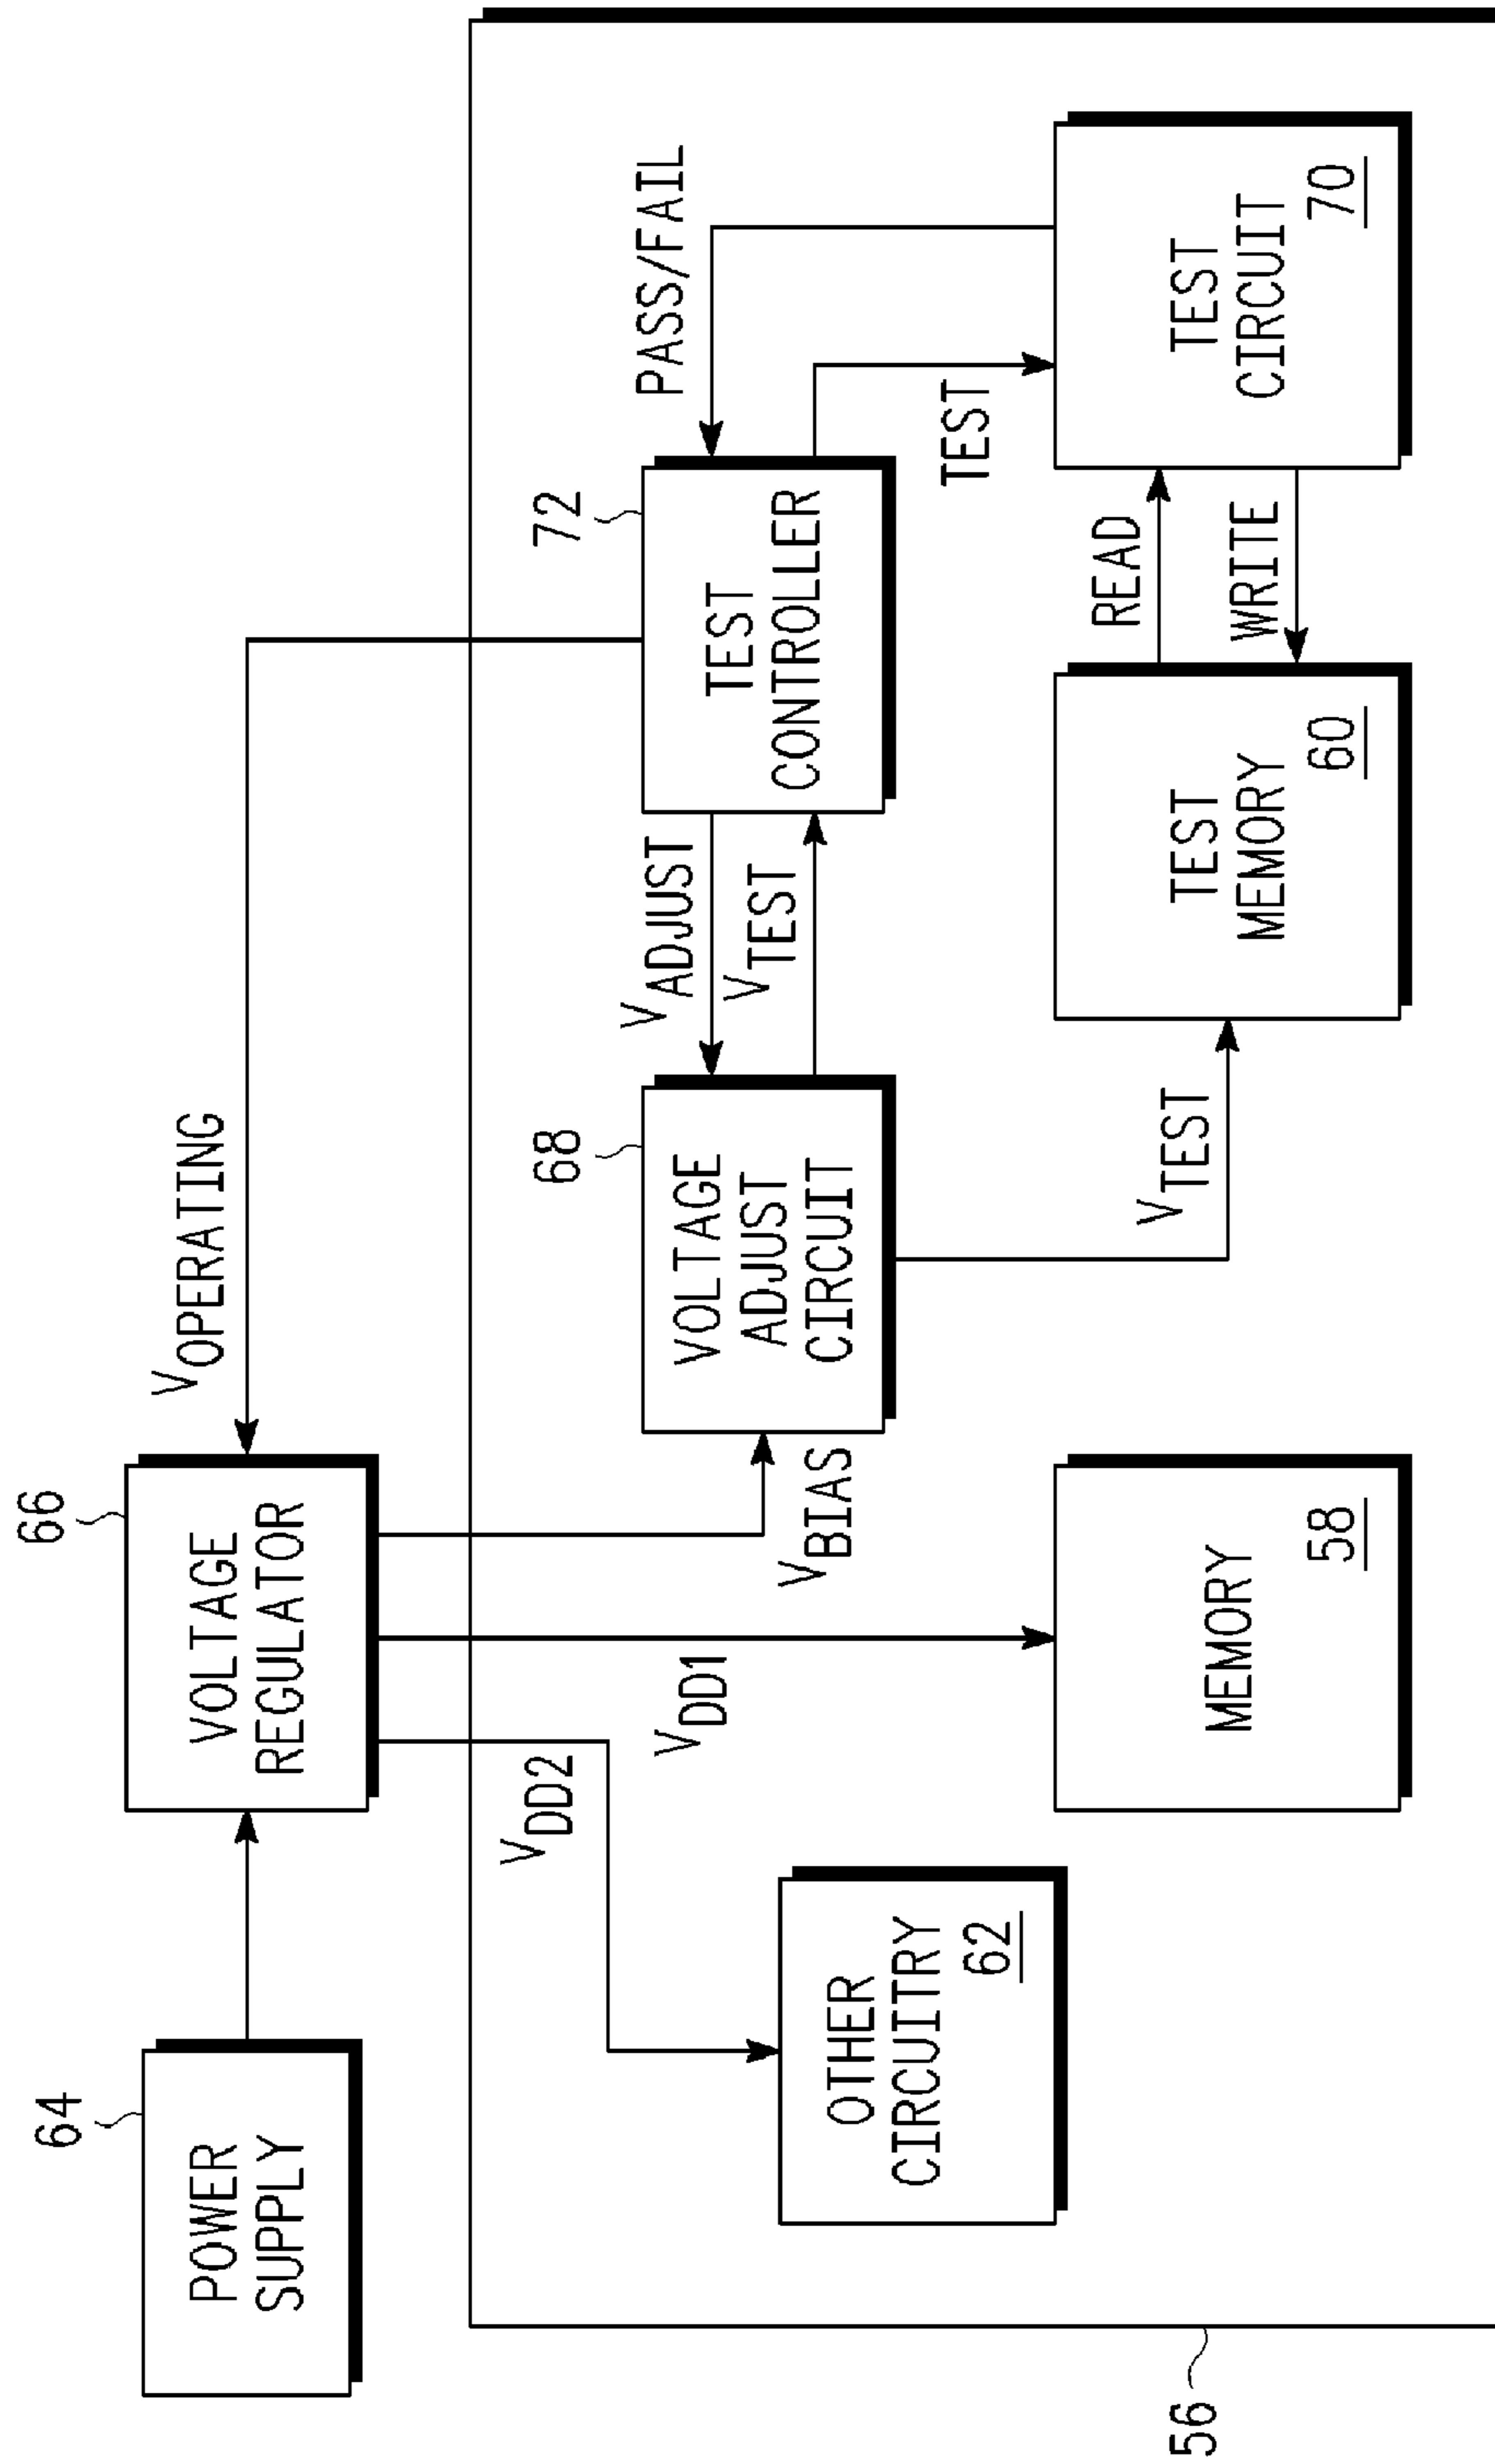 64
POWER
SUPPLY
66
VOLTAGE
REGULATOR
VOPERATING
VDD2
VDD1
VBIAS
68
VOLTAGE
ADJUST
CIRCUIT
VADJUST
VTEST
72
TEST
CONTROLLER
PASS/FAIL
TEST
OTHER
CIRCUITRY
62
MEMORY
58
VTEST
TEST
MEMORY
60
READ
WRITE
TEST
CIRCUIT
70
56